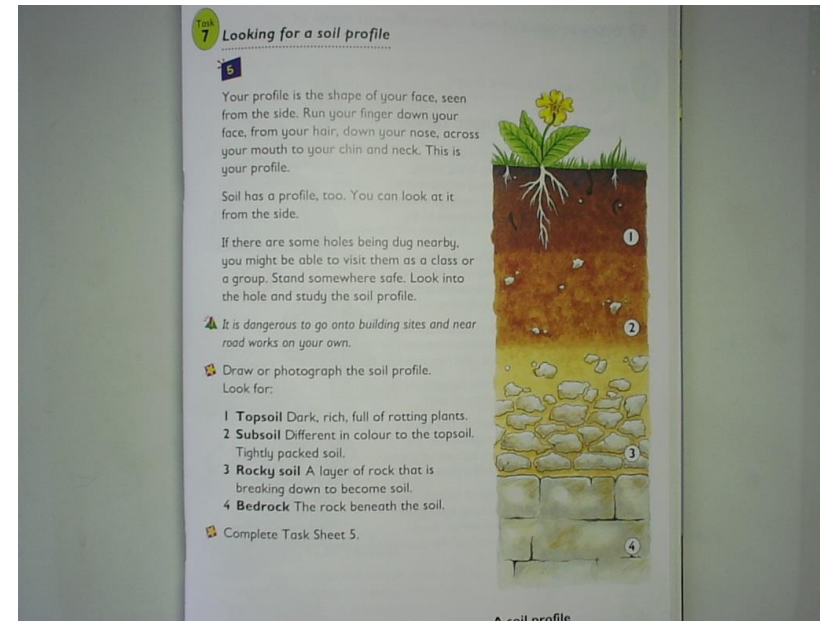 Task
7
Looking for a soil profile
5
Your profile is the shape of your face, seen
from the side. Run your finger down your
face, from your hair, down your nose, across
your mouth to your chin and neck. This is
your profile.
Soil has a profile, too. You can look at it
from the side.
If there are some holes being dug nearby,
you might be able to visit them as a class or
a group. Stand somewhere safe. Look into
the hole and study the soil profile.
It is dangerous to go onto building sites and near
road works on your own.
Draw or photograph the soil profile.
Look for:
1 Topsoil Dark, rich, full of rotting plants.
2 Subsoil Different in colour to the topsoil.
Tightly packed soil.
3 Rocky soil A layer of rock that is
breaking down to become soil.
4 Bedrock The rock beneath the soil.
Complete Task Sheet 5.
1
2
3
4
A soil profile